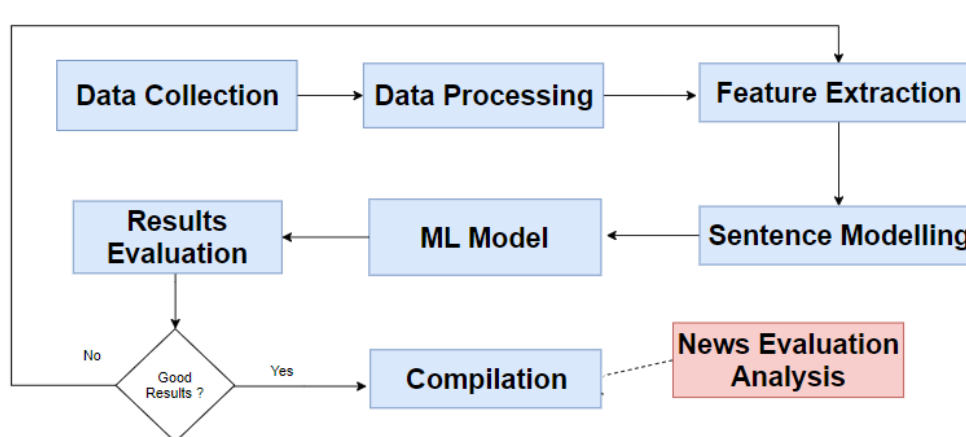 Data Collection
Data Processing
Feature Extraction
Results
Evaluation
ML Model
Sentence Modelling
No
Good
Results ?
Yes
Compilation
News Evaluation
Analysis